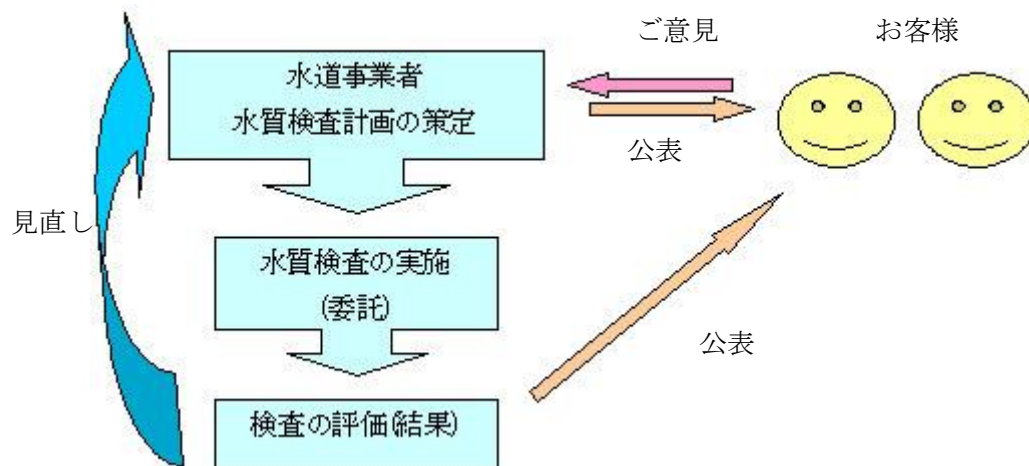 ご意見
お客様
水道事業者
水質検査計画の策定
公表
見直し
水質検査の実施
(委託)
公表
検査の評価(結果)